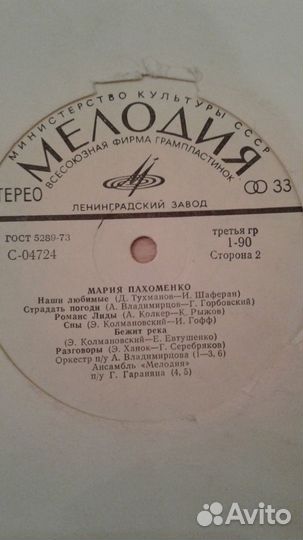 МИНИСТЕРСТВО КУЛЬТУРЫ СССР
МЕЛОДИЯ
ВСЕСОЮЗНАЯ ФИРМА ГРАМПЛАСТИНОК
ТЕРЕО
33
ЛЕНИНГРАДСКИЙ ЗАВОД
ГОСТ 5289-73
С-04724
третья гр
1-90
Сторона 2
МАРИЯ ПАХОМЕНКО
Наши любимые (Д. Тухманов—И. Шаферан)
Страдать погоди (А. Владимирцов—Г. Горбовский)
Романс Лиды (А. Колкер—К. Рыжов)
Сны (Э. Колмановский—И. Гофф)
Бежит река
(Э. Колмановский—Е. Евтушенко)
Разговоры (Э. Ханок—Г. Серебряков)
Оркестр п/у А. Владимирцова (1—3, 6)
Ансамбль «Мелодия»
п/у Г. Гараняна (4, 5)
Avito